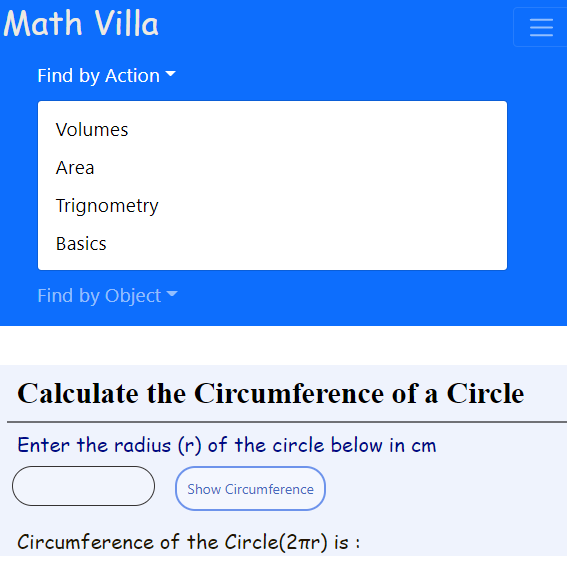 Math Villa
Find by Action
Volumes
Area
Trignometry
Basics
Find by Object
Calculate the Circumference of a Circle
Enter the radius (r) of the circle below in cm
Show Circumference
Circumference of the Circle(2πr) is :